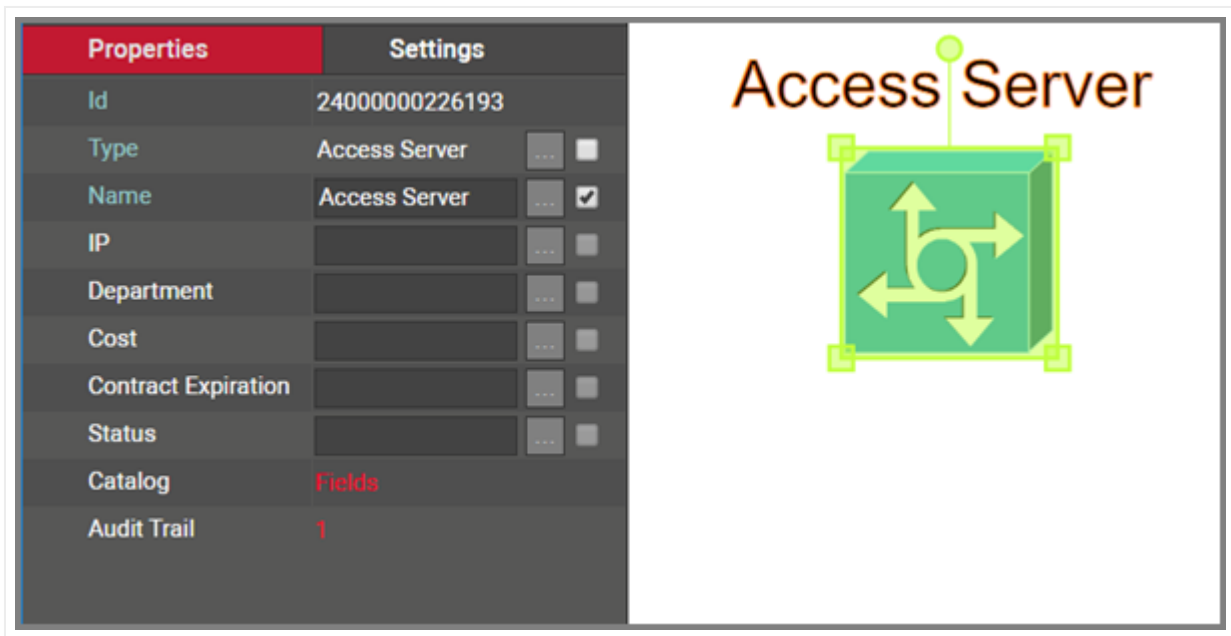 Properties Settings
Id 24000000226193
Type Access Server ...
Name Access Server ...
IP ...
Department ...
Cost ...
Contract Expiration ...
Status ...
Catalog Fields
Audit Trail 1
Access Server